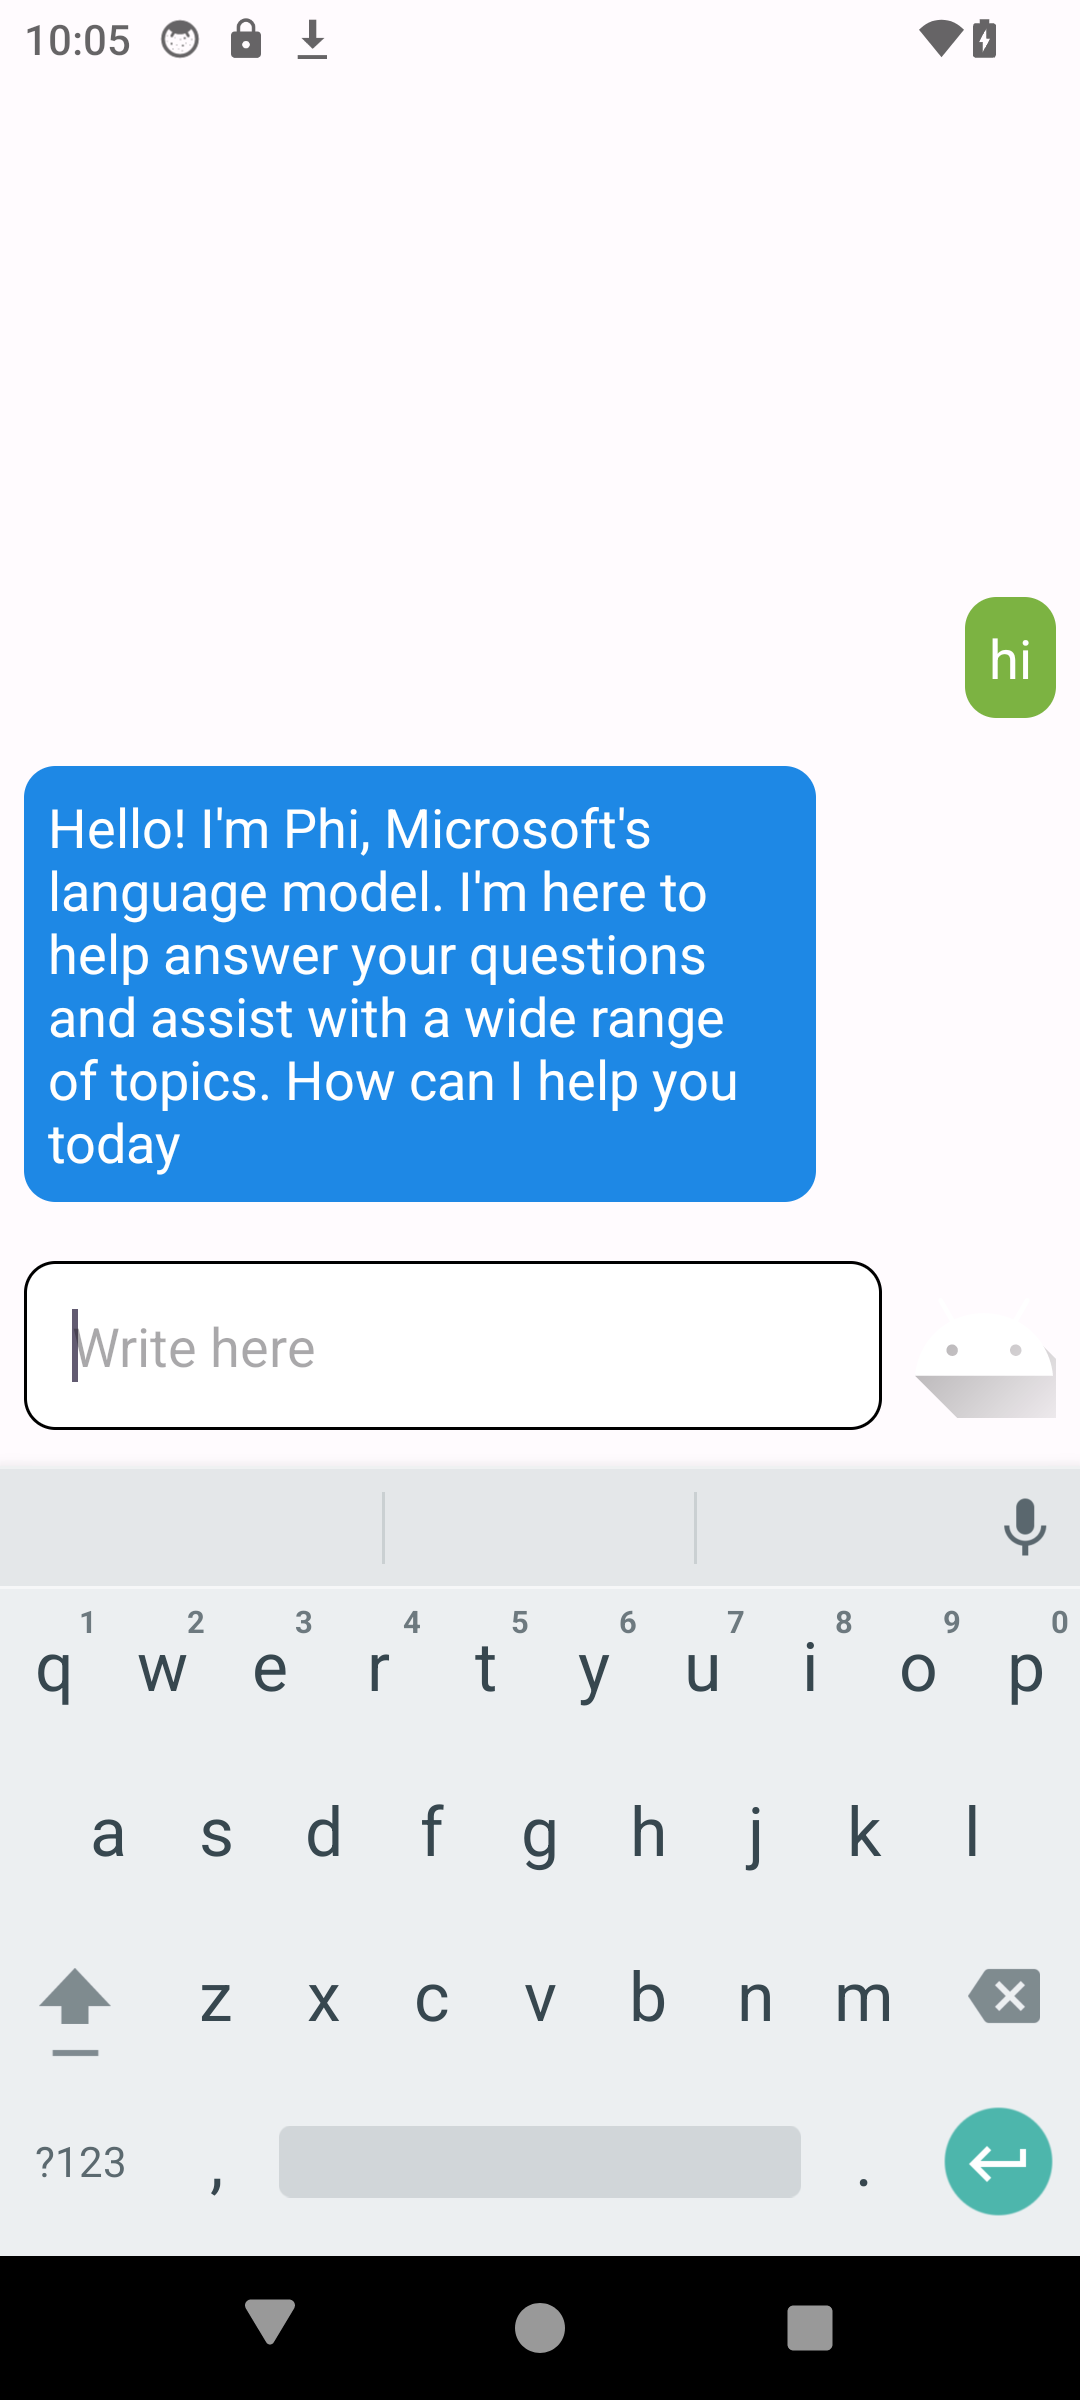 10:05
hi
Hello! I'm Phi, Microsoft's
language model. I'm here to
help answer your questions
and assist with a wide range
of topics. How can I help you
today
Write here
1 2 3 4 5 6 7 8 9 0
q w e r t y u i o p
a s d f g h j k l
z x c v b n m
?123 , .